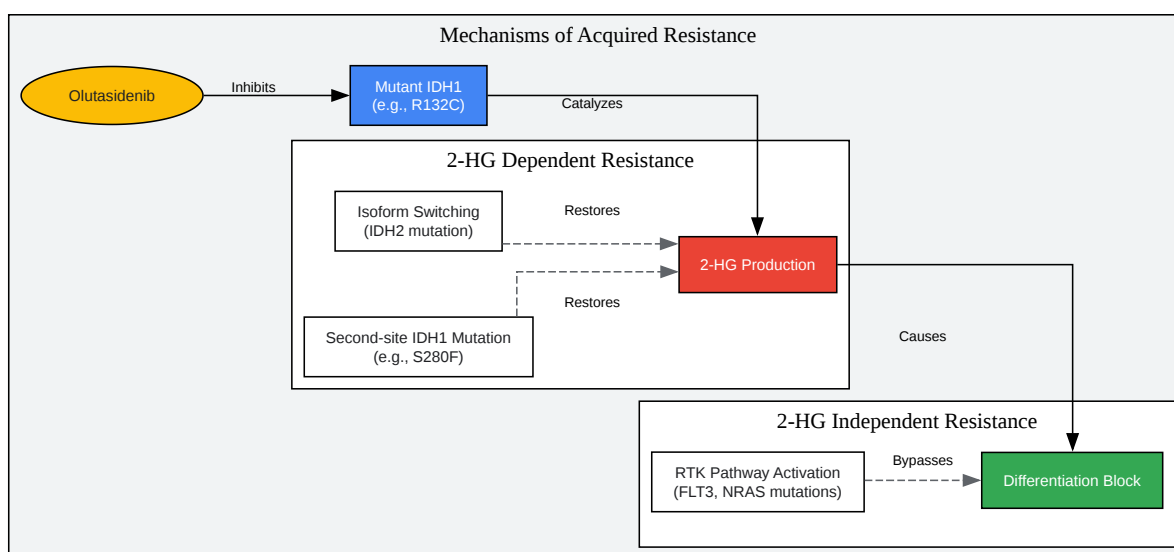 Mechanisms of Acquired Resistance
Olutasidenib
Inhibits
Mutant IDH1
(e.g., R132C)
Catalyzes
2-HG Dependent Resistance
Isoform Switching
(IDH2 mutation)
Restores
2-HG Production
Restores
Second-site IDH1 Mutation
(e.g., S280F)
Causes
2-HG Independent Resistance
RTK Pathway Activation
(FLT3, NRAS mutations)
Bypasses
Differentiation Block